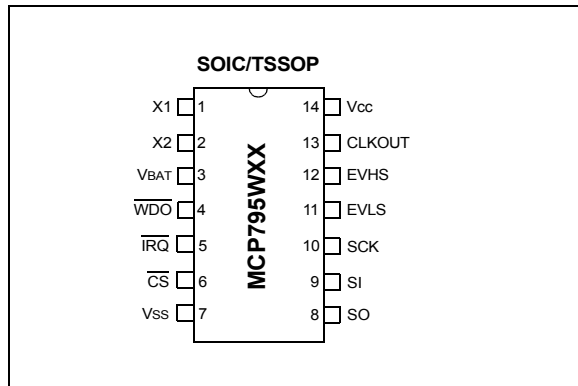 SOIC/TSSOP
X1 1 14 Vcc
X2 2 13 CLKOUT
VBAT 3 12 EVHS
WDO 4 11 EVLS
IRQ 5 10 SCK
CS 6 9 SI
Vss 7 8 SO
MCP795WXX